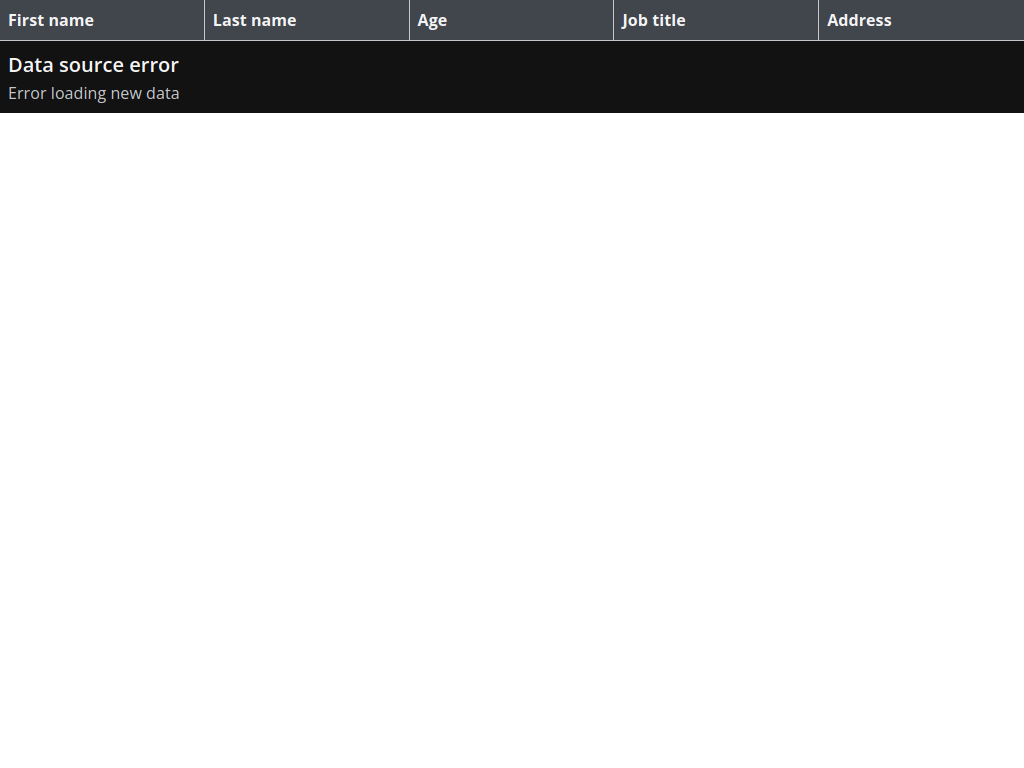 First name Last name Age Job title Address
Data source error
Error loading new data